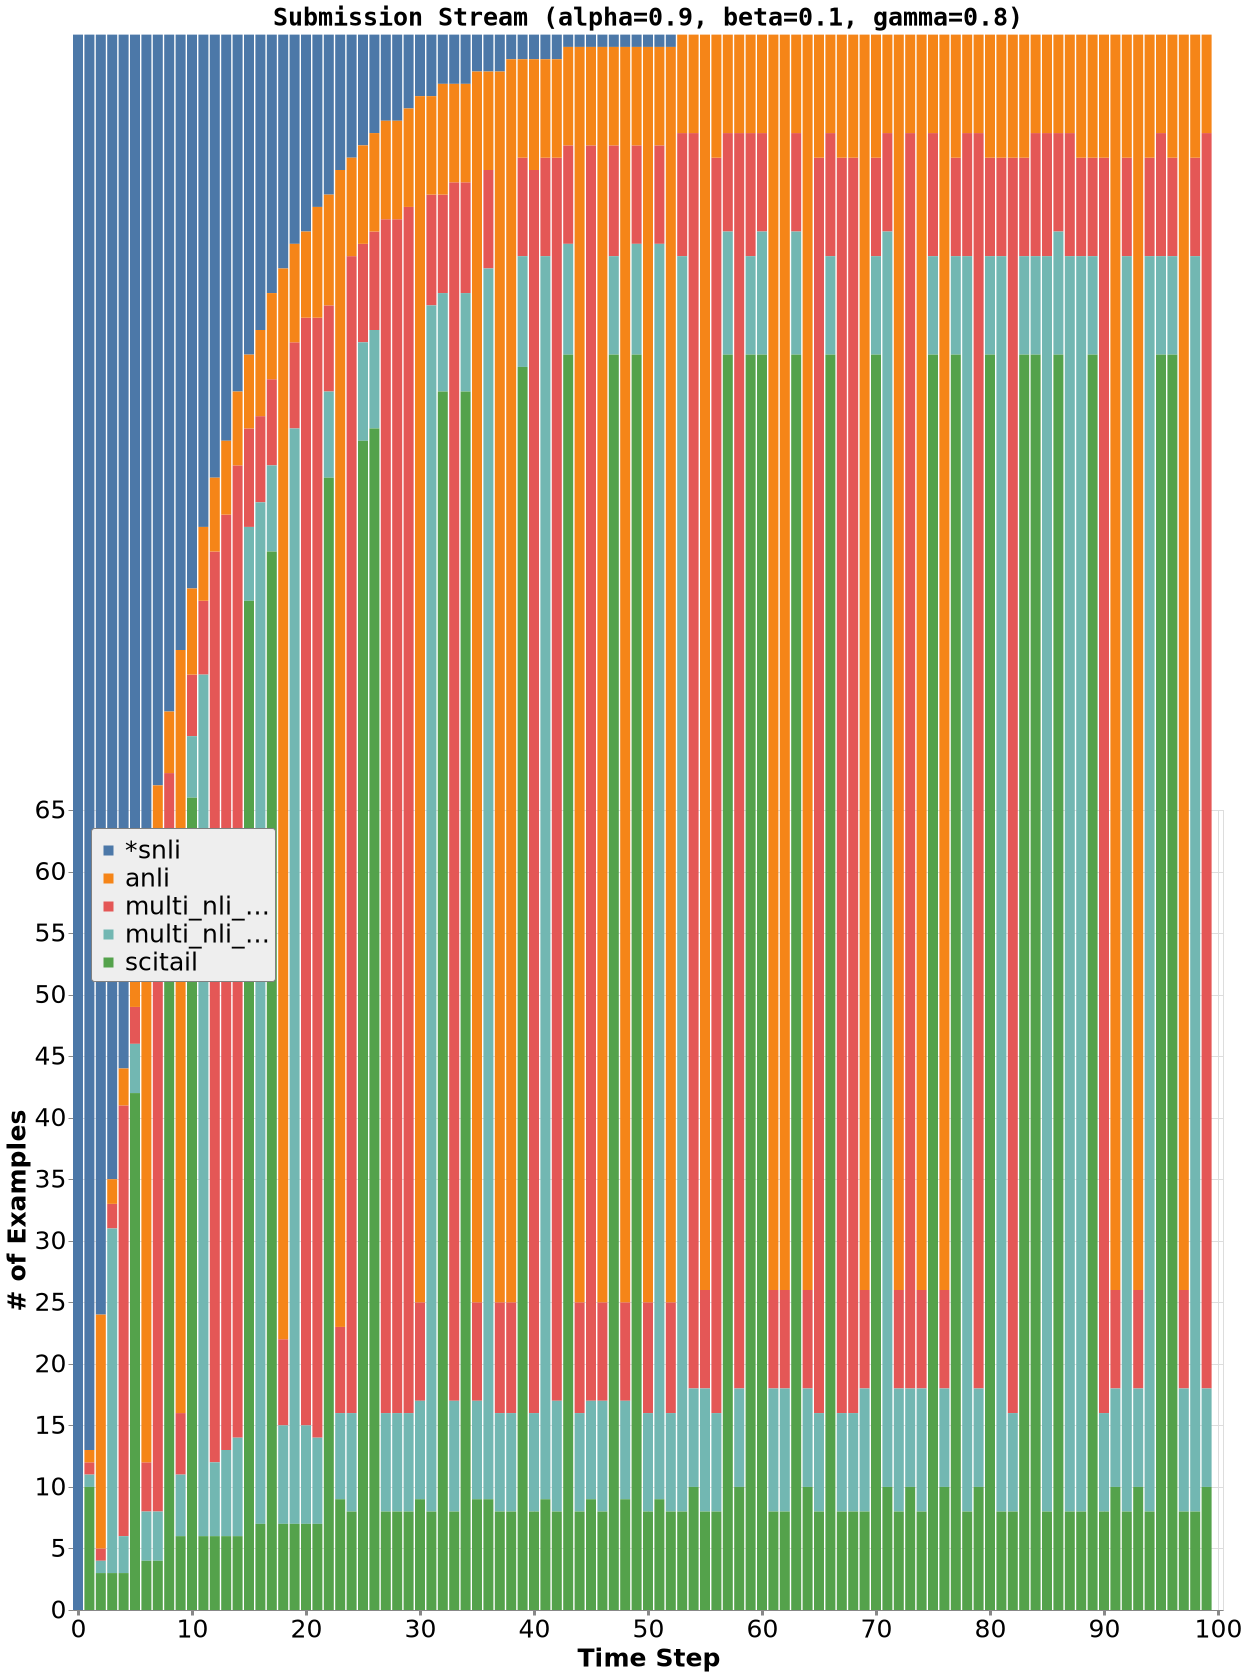 Submission Stream (alpha=0.9, beta=0.1, gamma=0.8)
65
60
55
50
45
40
35
30
25
20
15
10
5
0
# of Examples
*snli
anli
multi_nli_...
multi_nli_...
scitail
0 10 20 30 40 50 60 70 80 90 100
Time Step